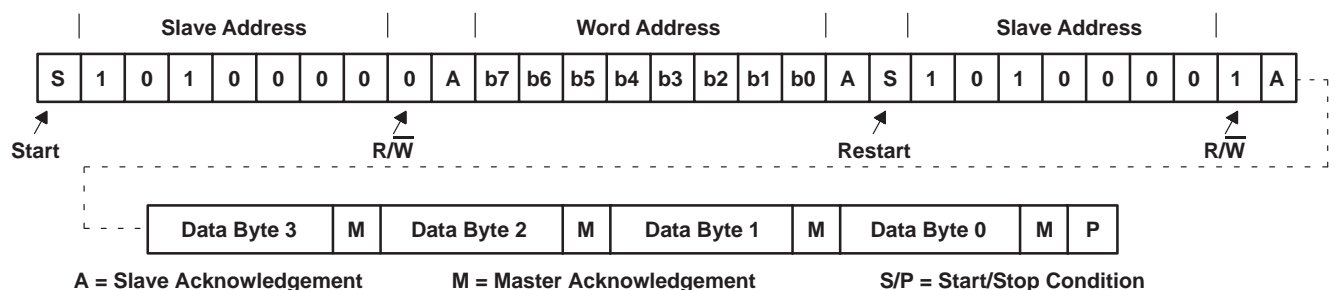 Slave Address Word Address Slave Address
S 1 0 1 0 0 0 0 0 A b7 b6 b5 b4 b3 b2 b1 b0 A S 1 0 1 0 0 0 0 1 A
Start R/W̅ Restart R/W̅
Data Byte 3 M Data Byte 2 M Data Byte 1 M Data Byte 0 M P
A = Slave Acknowledgement M = Master Acknowledgement S/P = Start/Stop Condition